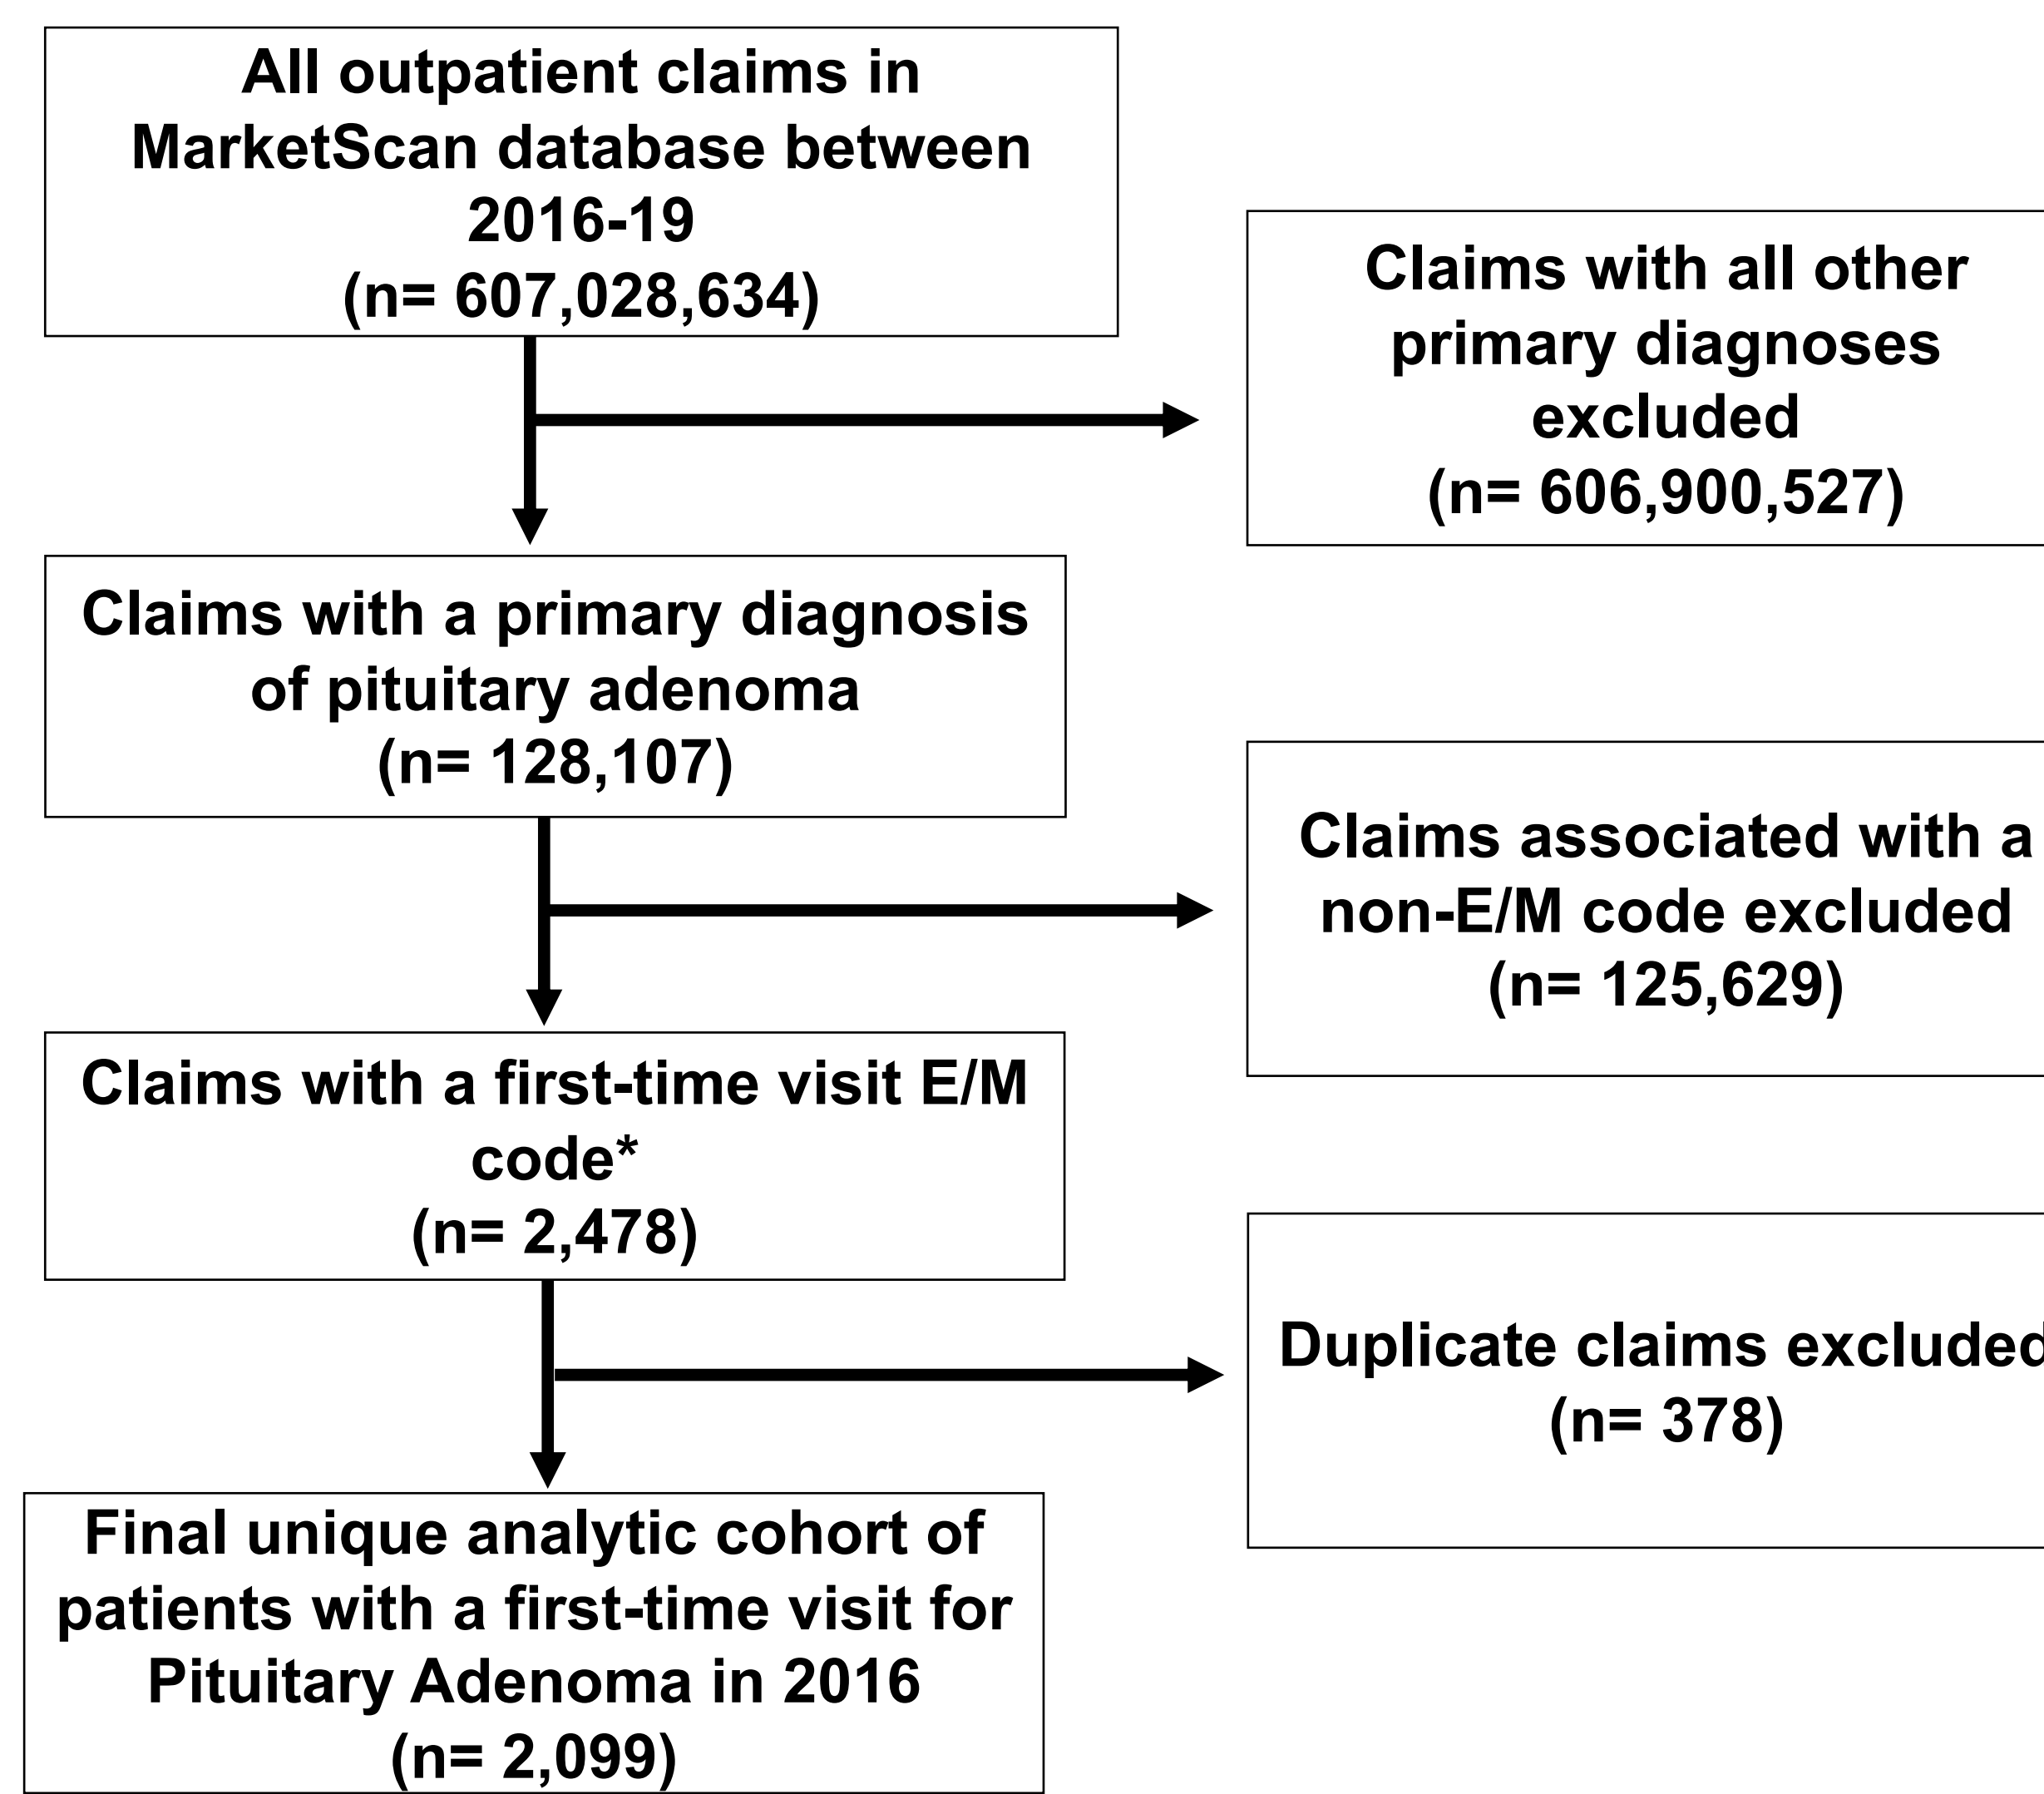 All outpatient claims in
MarketScan database between
2016-19
(n= 607,028,634)
Claims with all other
primary diagnoses
excluded
(n= 606,900,527)
Claims with a primary diagnosis
of pituitary adenoma
(n= 128,107)
Claims associated with a
non-E/M code excluded
(n= 125,629)
Claims with a first-time visit E/M
code*
(n= 2,478)
Duplicate claims excluded
(n= 378)
Final unique analytic cohort of
patients with a first-time visit for
Pituitary Adenoma in 2016
(n= 2,099)